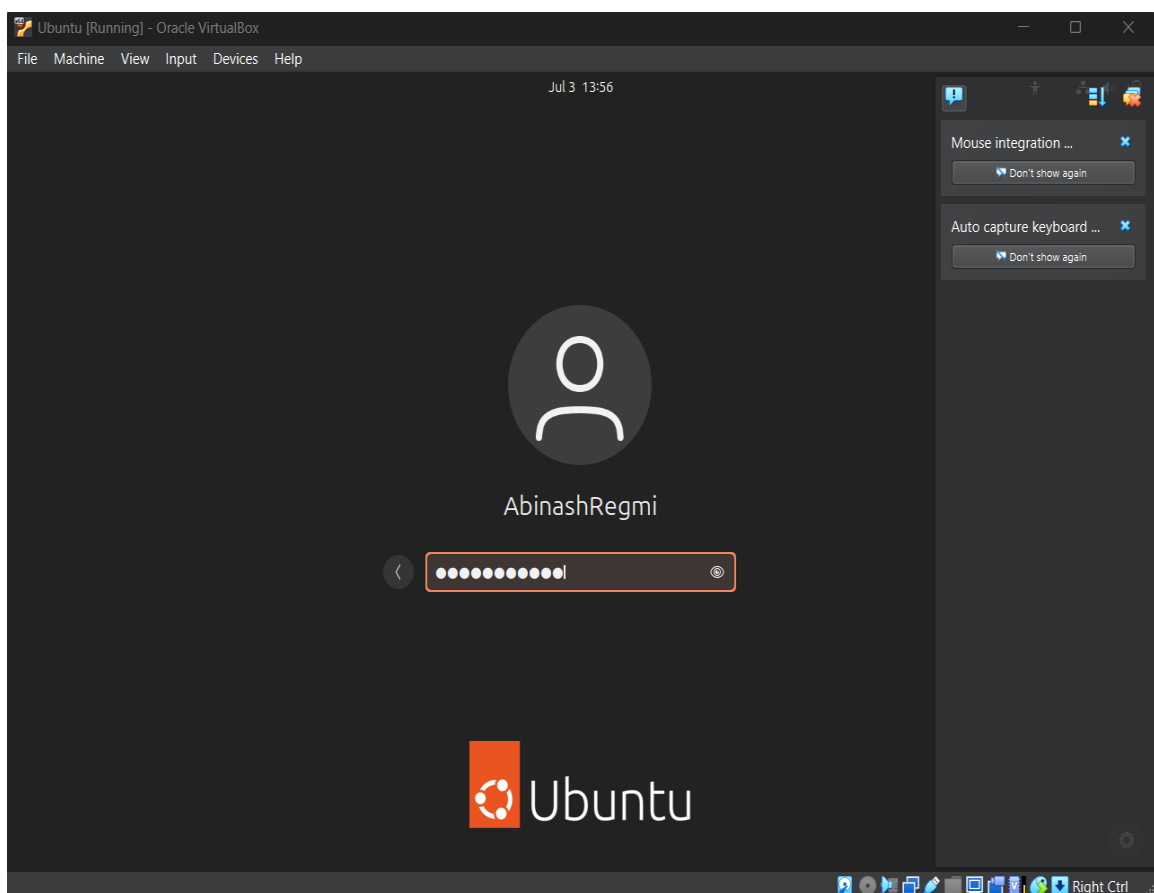 Ubuntu [Running] - Oracle VirtualBox
File Machine View Input Devices Help
Jul 3 13:56
Mouse integration ...
Don't show again
Auto capture keyboard ...
Don't show again
AbinashRegmi
Ubuntu
Right Ctrl